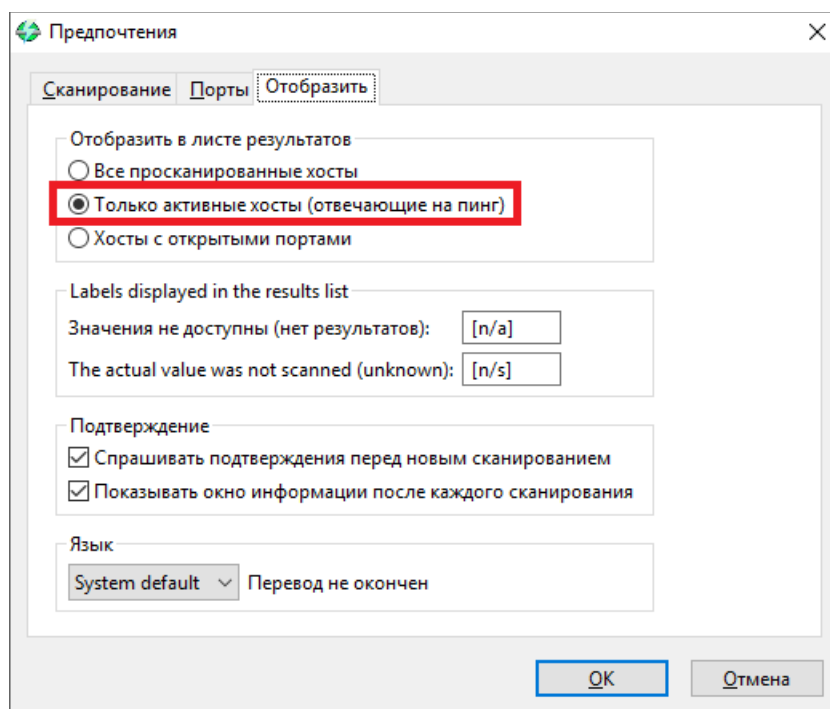 Предпочтения
Сканирование Порты Отобразить
Отобразить в листе результатов
Все просканированные хосты
Только активные хосты (отвечающие на пинг)
Хосты с открытыми портами
Labels displayed in the results list
Значения не доступны (нет результатов): [n/a]
The actual value was not scanned (unknown): [n/s]
Подтверждение
Спрашивать подтверждения перед новым сканированием
Показывать окно информации после каждого сканирования
Язык
System default Перевод не окончен
OK Отмена